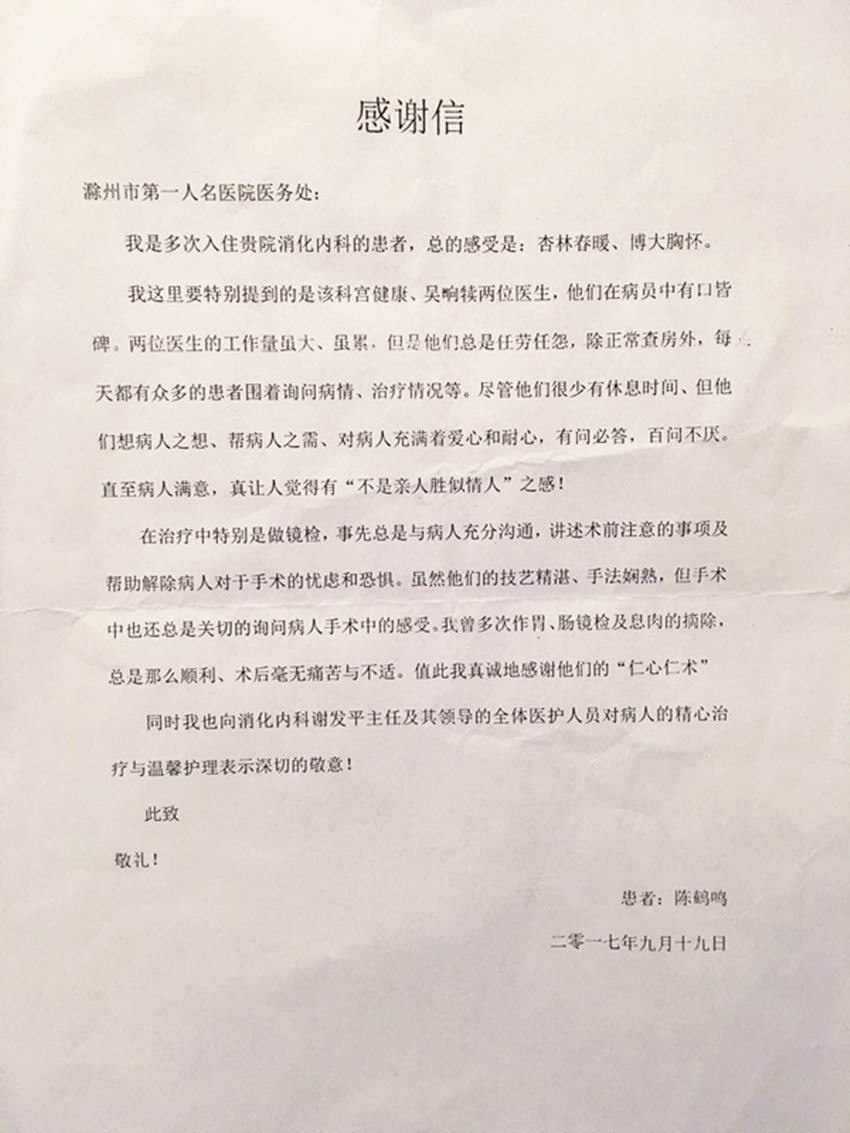 感谢信
滁州市第一人名医院医务处：
我是多次入住贵院消化内科的患者，总的感受是：杏林春暖、博大胸怀。
我这里要特别提到的是该科宫健康、吴晌犊两位医生，他们在病员中有口皆
碑。两位医生的工作量虽大、虽累，但是他们总是任劳任怨，除正常查房外，每
天都有众多的患者围着询问病情、治疗情况等。尽管他们很少有休息时间、但他
们想病人之想、帮病人之需、对病人充满着爱心和耐心，有问必答，百问不厌。
直至病人满意，真让人觉得有“不是亲人胜似情人”之感！
在治疗中特别是做镜检，事先总是与病人充分沟通，讲述术前注意的事项及
帮助解除病人对于手术的忧虑和恐惧。虽然他们的技艺精湛、手法娴熟，但手术
中也还总是关切的询问病人手术中的感受。我曾多次作胃、肠镜检及息肉的摘除，
总是那么顺利、术后毫无痛苦与不适。值此我真诚地感谢他们的“仁心仁术”
同时我也向消化内科谢发平主任及其领导的全体医护人员对病人的精心治
疗与温馨护理表示深切的敬意！
此致
敬礼！
患者：陈鹤鸣
二零一七年九月十九日